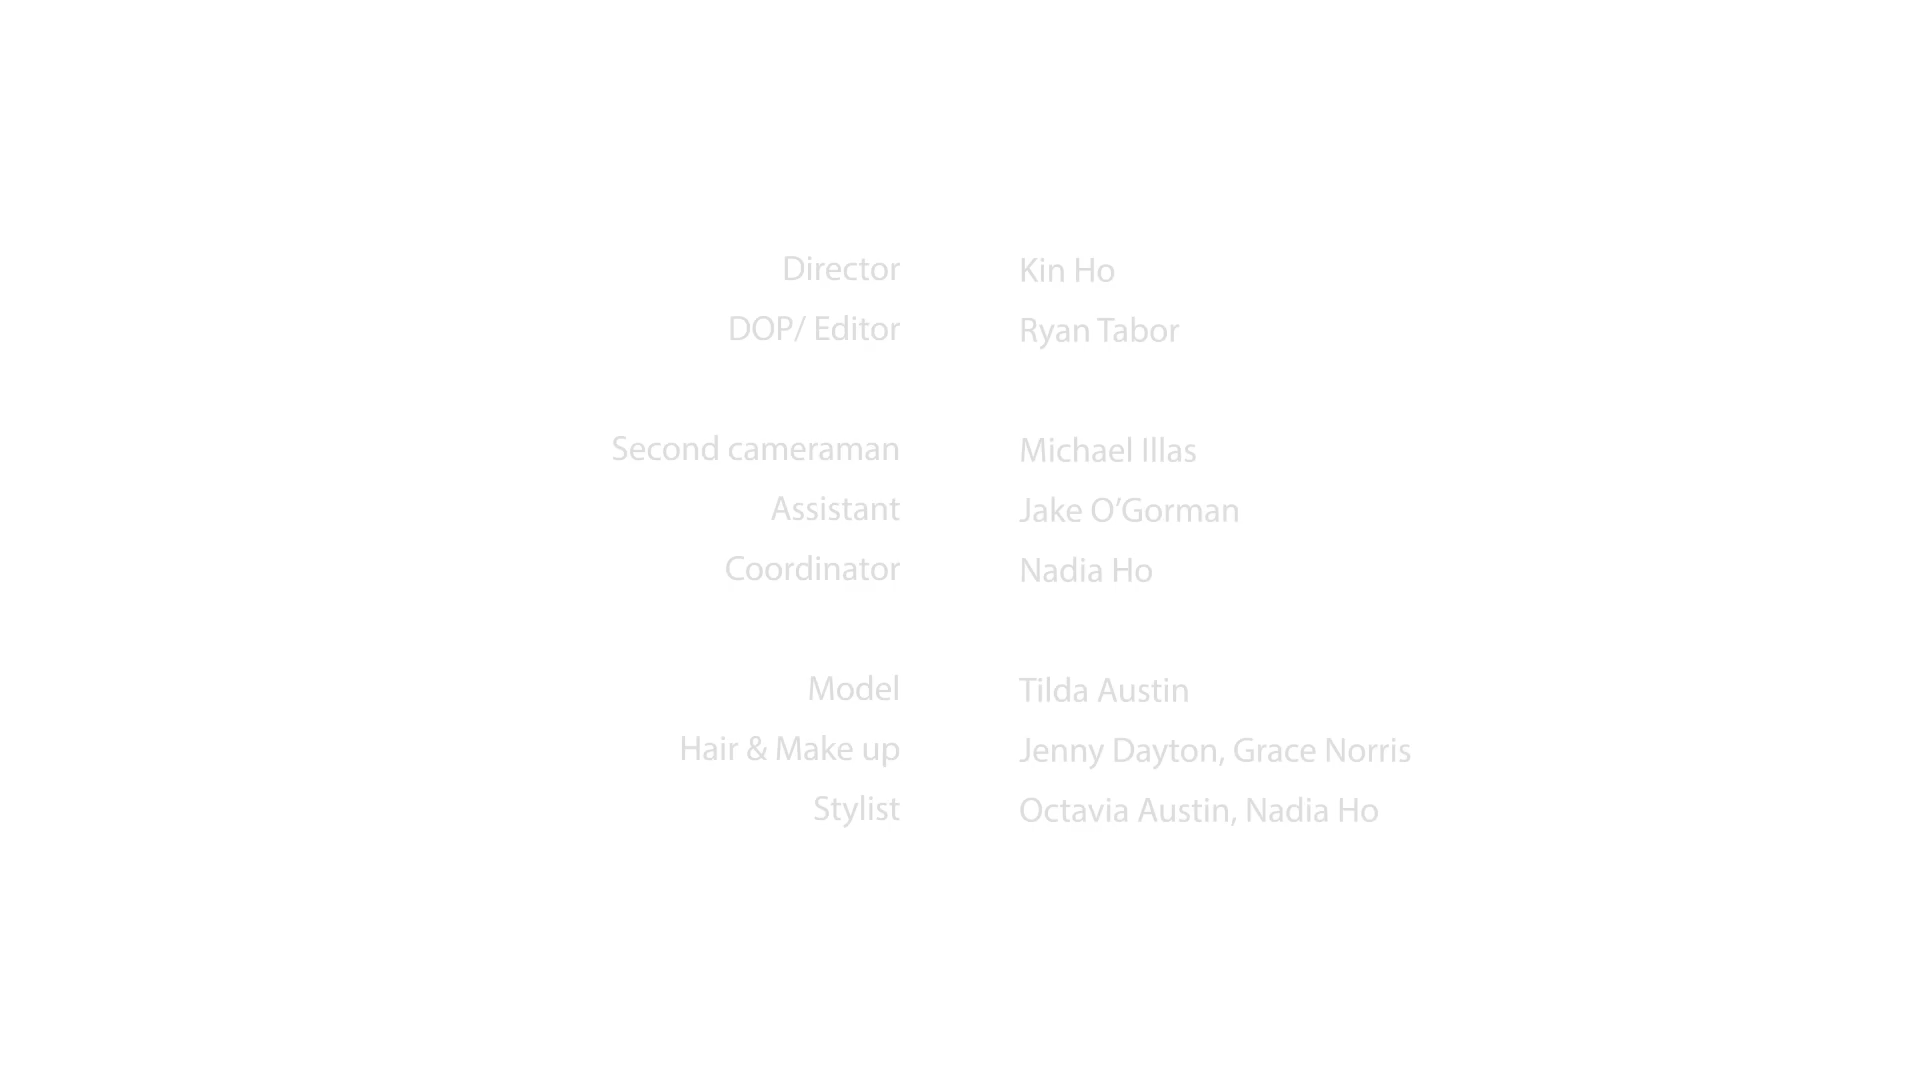 Director Kin Ho
DOP/ Editor Ryan Tabor
Second cameraman Michael Illas
Assistant Jake O’Gorman
Coordinator Nadia Ho
Model Tilda Austin
Hair & Make up Jenny Dayton, Grace Norris
Stylist Octavia Austin, Nadia Ho